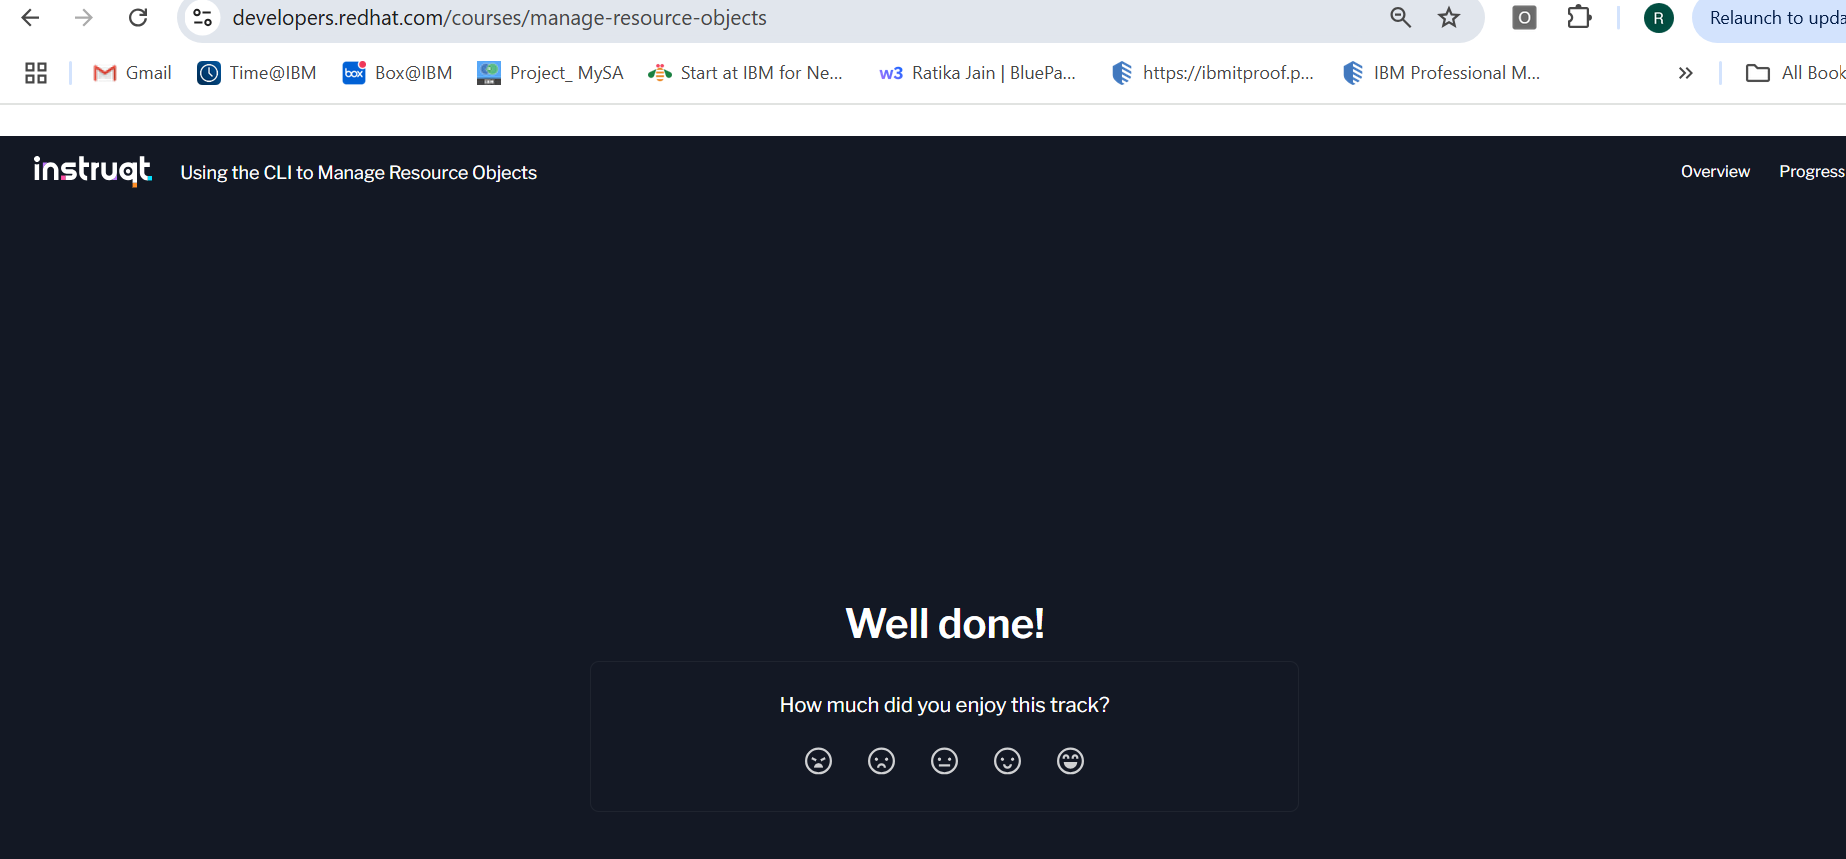 developers.redhat.com/courses/manage-resource-objects
O
R
Relaunch to upda
Gmail
Time@IBM
box
Box@IBM
Project_ MySA
Start at IBM for Ne...
w3 Ratika Jain | BluePa...
https://ibmitproof.p...
IBM Professional M...
All Book
instruqt
Using the CLI to Manage Resource Objects
Overview
Progress
Well done!
How much did you enjoy this track?